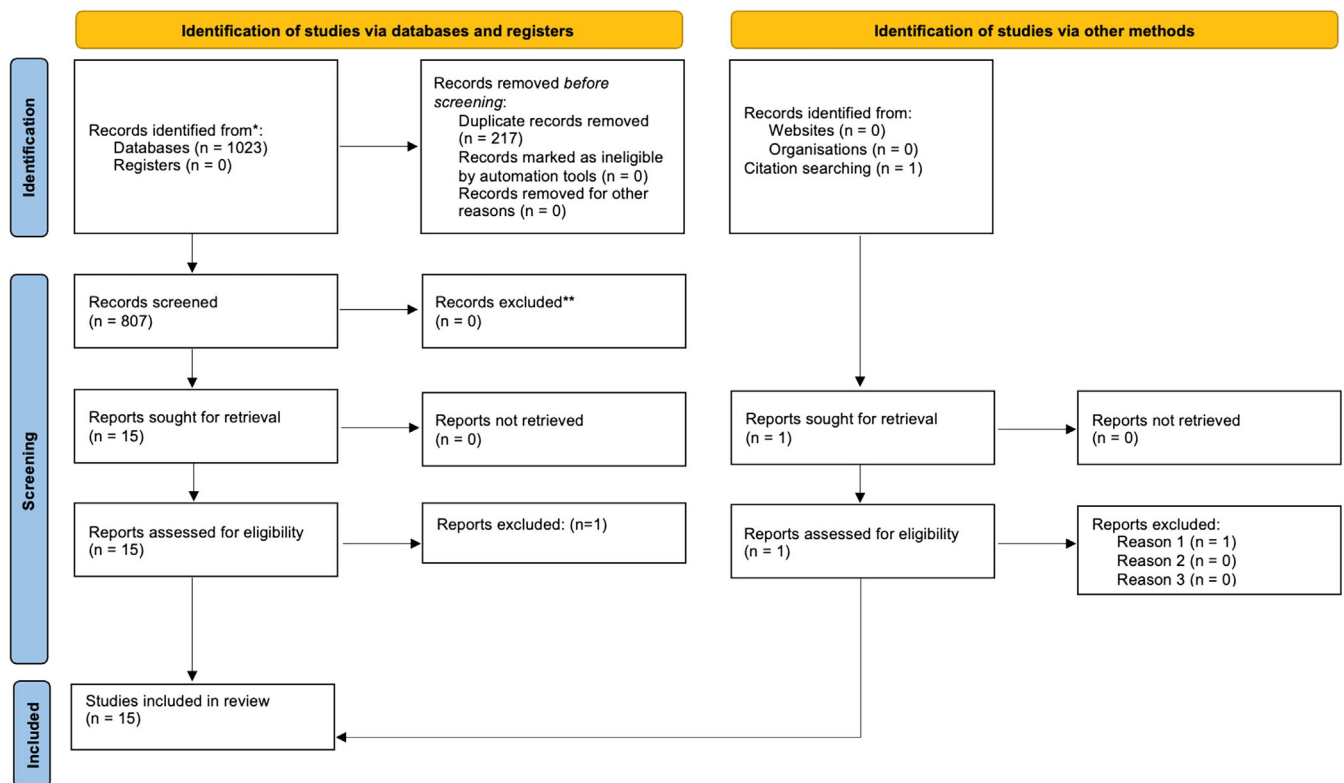 Identification of studies via databases and registers
Identification of studies via other methods
Identification
Records identified from*:
Databases (n = 1023)
Registers (n = 0)
Records removed before
screening:
Duplicate records removed
(n = 217)
Records marked as ineligible
by automation tools (n = 0)
Records removed for other
reasons (n = 0)
Records identified from:
Websites (n = 0)
Organisations (n = 0)
Citation searching (n = 1)
Screening
Records screened
(n = 807)
Records excluded**
(n = 0)
Reports sought for retrieval
(n = 15)
Reports not retrieved
(n = 0)
Reports sought for retrieval
(n = 1)
Reports not retrieved
(n = 0)
Reports assessed for eligibility
(n = 15)
Reports excluded: (n=1)
Reports assessed for eligibility
(n = 1)
Reports excluded:
Reason 1 (n = 1)
Reason 2 (n = 0)
Reason 3 (n = 0)
Included
Studies included in review
(n = 15)